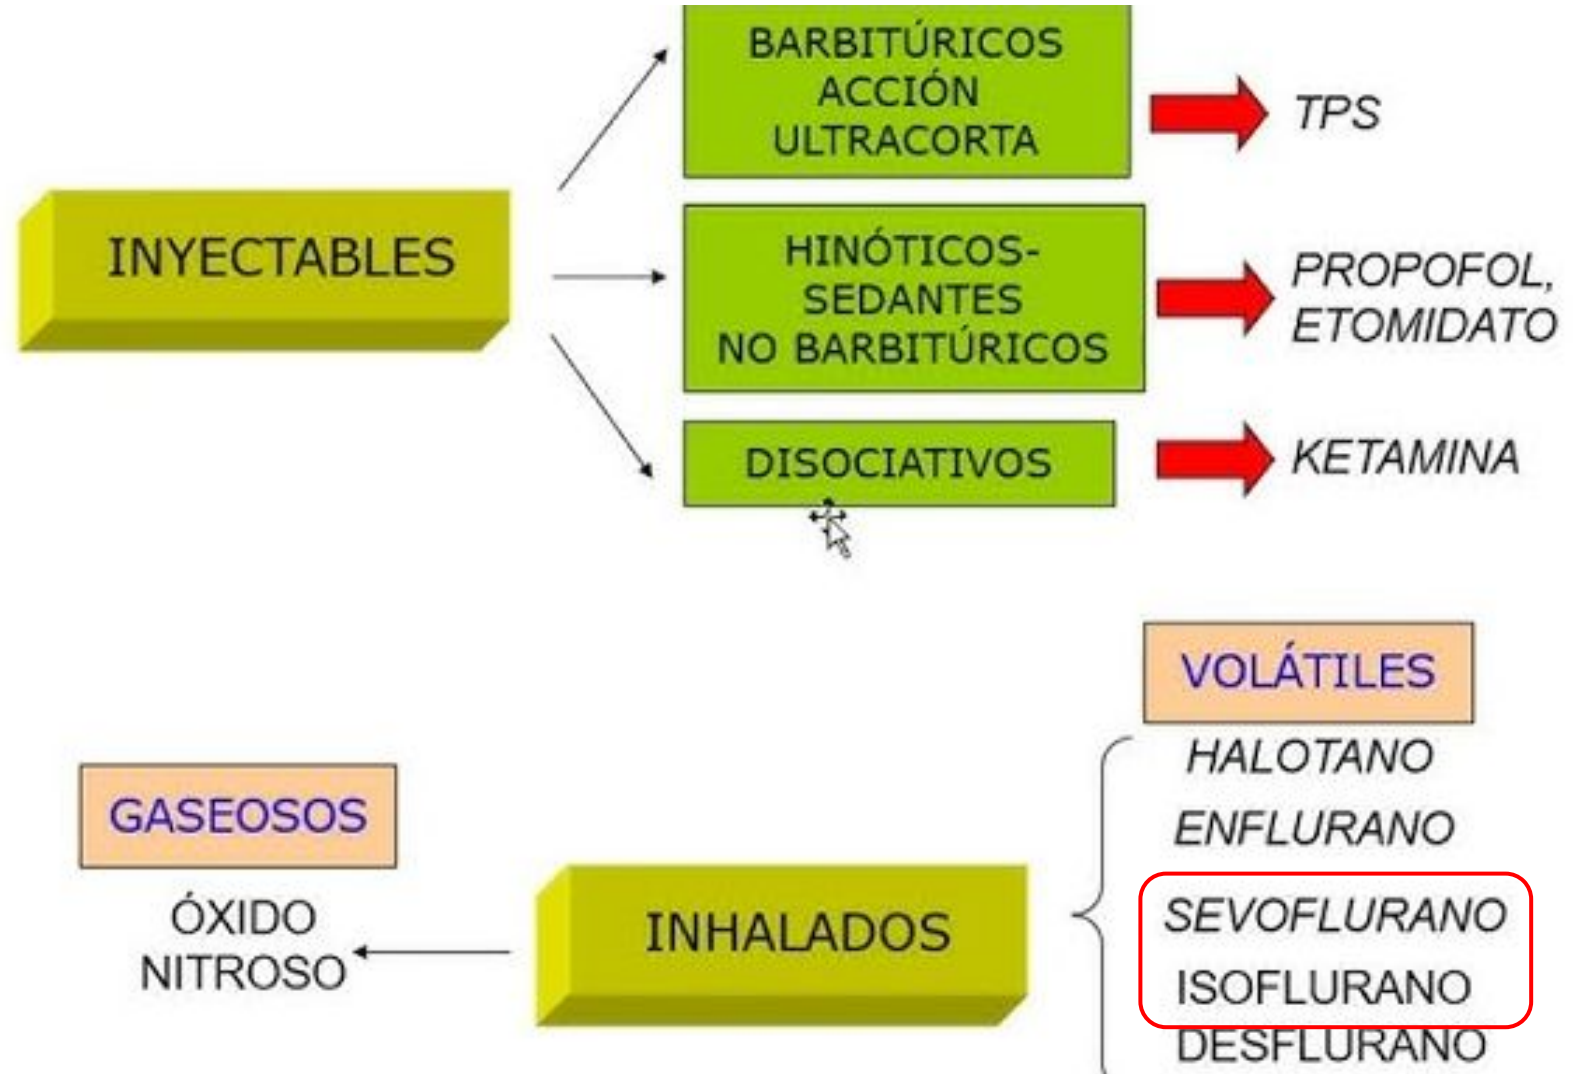 BARBITÚRICOS
ACCIÓN
ULTRACORTA
TPS
INYECTABLES
HINÓTICOS-
SEDANTES
NO BARBITÚRICOS
PROPOFOL,
ETOMIDATO
DISOCIATIVOS
KETAMINA
VOLÁTILES
HALOTANO
ENFLURANO
SEVOFLURANO
ISOFLURANO
DESFLURANO
GASEOSOS
ÓXIDO
NITROSO
INHALADOS